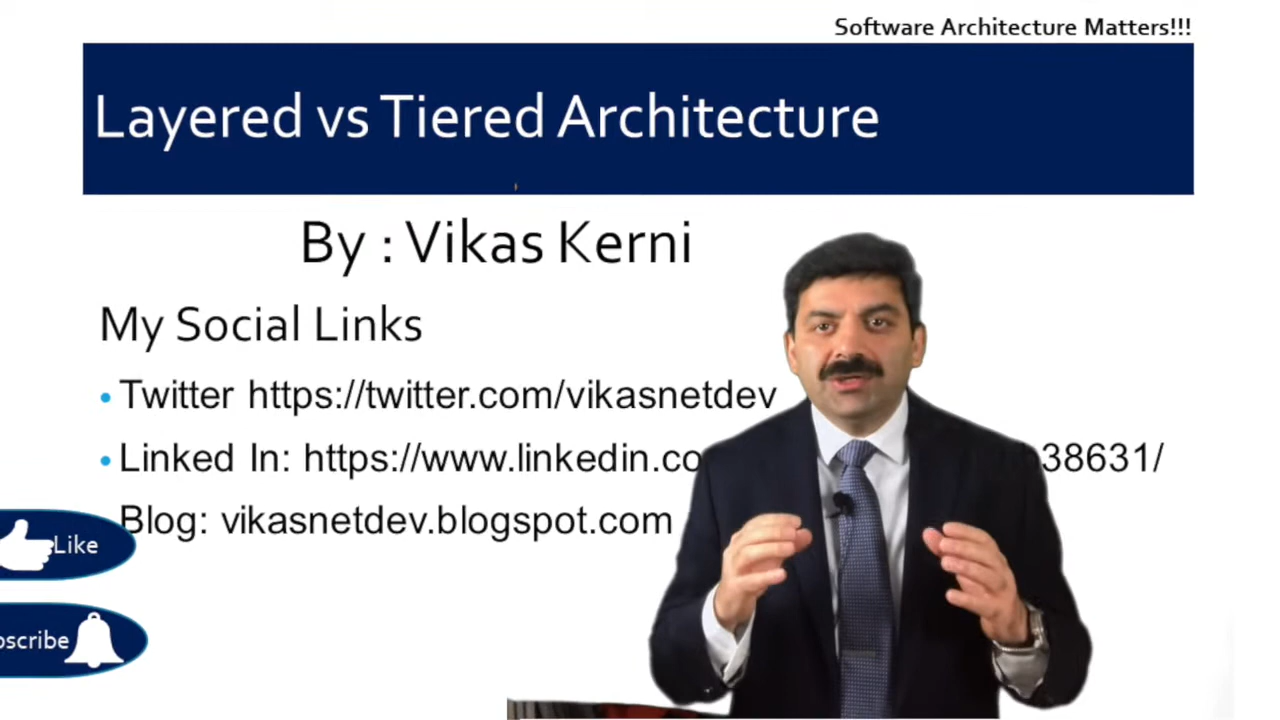 Software Architecture Matters!!!
Layered vs Tiered Architecture
By : Vikas Kerni
My Social Links
• Twitter https://twitter.com/vikasnetdev
• Linked In: https://www.linkedin.co 38631/
Blog: vikasnetdev.blogspot.com
Like
bscribe